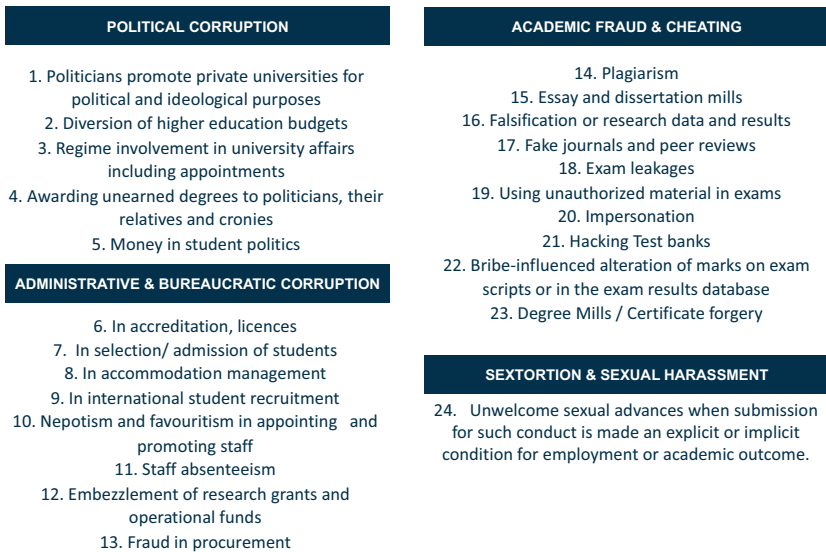 POLITICAL CORRUPTION
1. Politicians promote private universities for
political and ideological purposes
2. Diversion of higher education budgets
3. Regime involvement in university affairs
including appointments
4. Awarding unearned degrees to politicians, their
relatives and cronies
5. Money in student politics
ADMINISTRATIVE & BUREAUCRATIC CORRUPTION
6. In accreditation, licences
7. In selection/ admission of students
8. In accommodation management
9. In international student recruitment
10. Nepotism and favouritism in appointing and
promoting staff
11. Staff absenteeism
12. Embezzlement of research grants and
operational funds
13. Fraud in procurement
ACADEMIC FRAUD & CHEATING
14. Plagiarism
15. Essay and dissertation mills
16. Falsification or research data and results
17. Fake journals and peer reviews
18. Exam leakages
19. Using unauthorized material in exams
20. Impersonation
21. Hacking Test banks
22. Bribe-influenced alteration of marks on exam
scripts or in the exam results database
23. Degree Mills / Certificate forgery
SEXTORTION & SEXUAL HARASSMENT
24. Unwelcome sexual advances when submission
for such conduct is made an explicit or implicit
condition for employment or academic outcome.